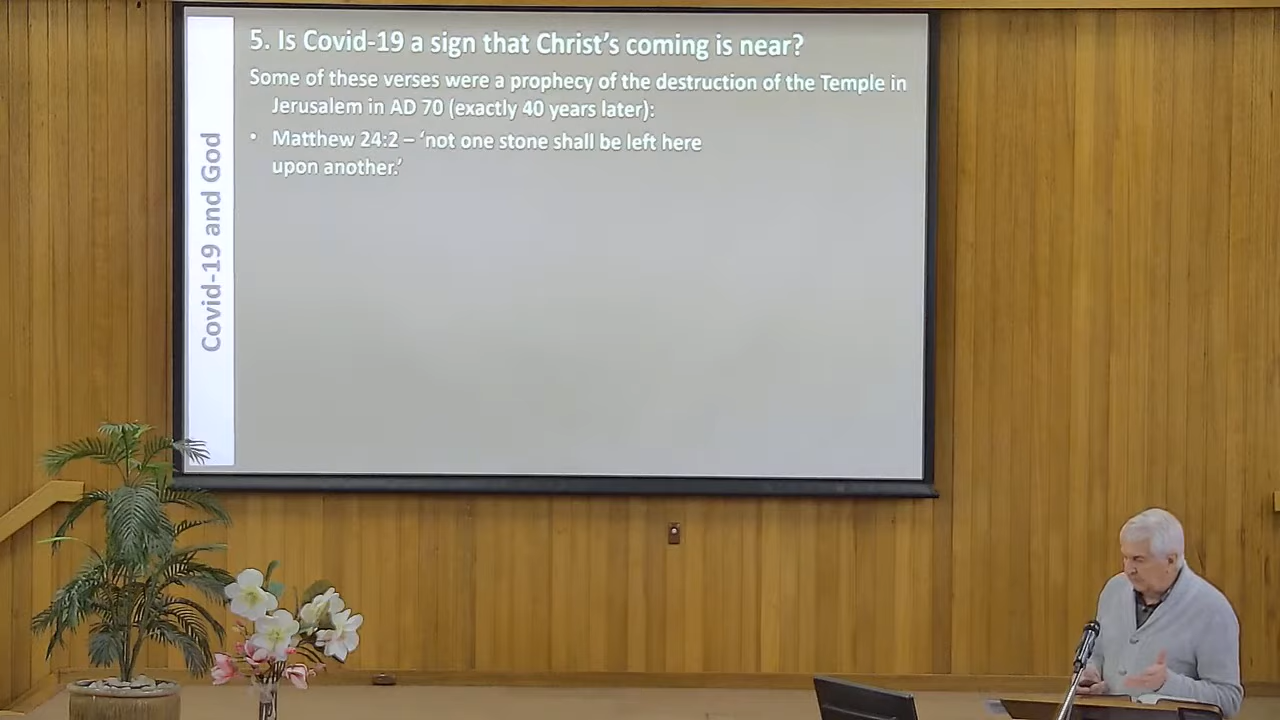 5. Is Covid-19 a sign that Christ's coming is near?
Some of these verses were a prophecy of the destruction of the Temple in
Jerusalem in AD 70 (exactly 40 years later):
• Matthew 24:2 – ‘not one stone shall be left here
upon another.’
Covid-19 and God